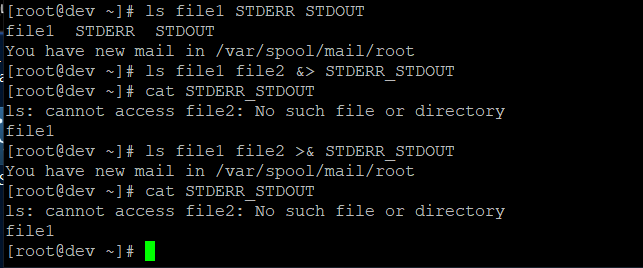 [root@dev ~]# ls file1 STDERR STDOUT
file1  STDERR  STDOUT
You have new mail in /var/spool/mail/root
[root@dev ~]# ls file1 file2 &> STDERR_STDOUT
[root@dev ~]# cat STDERR_STDOUT
ls: cannot access file2: No such file or directory
file1
[root@dev ~]# ls file1 file2 >& STDERR_STDOUT
You have new mail in /var/spool/mail/root
[root@dev ~]# cat STDERR_STDOUT
ls: cannot access file2: No such file or directory
file1
[root@dev ~]#